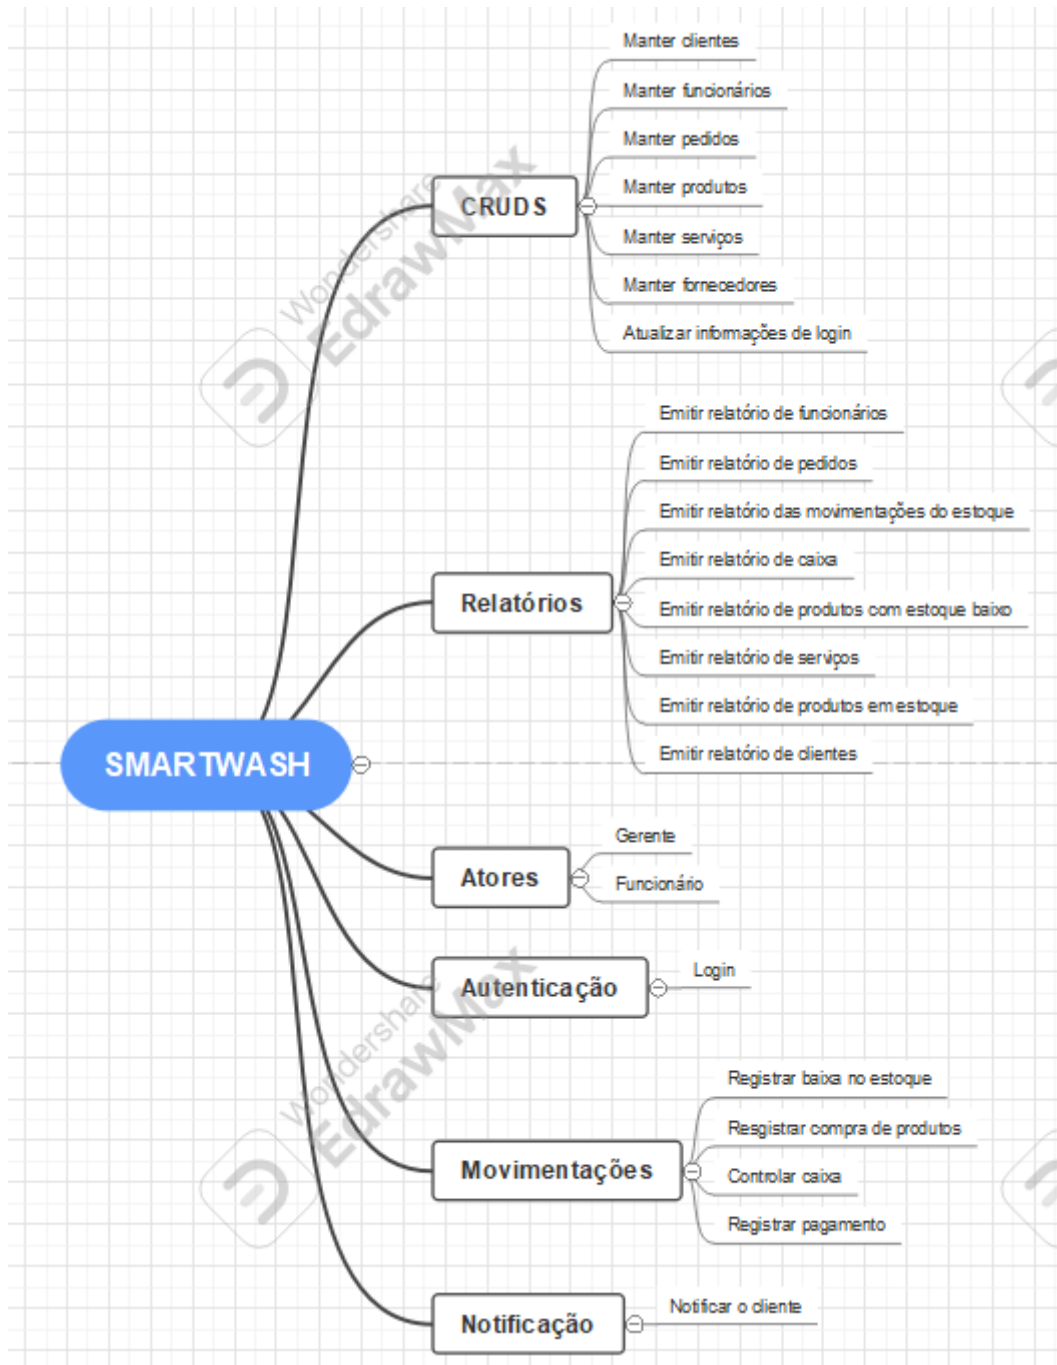 Manter clientes
Manter funcionários
Manter pedidos
CRUDS
Manter produtos
Manter serviços
Manter fornecedores
Atualizar informações de login
Wondershare
EdrawMax
Emitir relatório de funcionários
Emitir relatório de pedidos
Emitir relatório das movimentações do estoque
Emitir relatório de caixa
Relatórios
Emitir relatório de produtos com estoque baixo
Emitir relatório de serviços
Emitir relatório de produtos em estoque
Emitir relatório de clientes
SMARTWASH
Gerente
Atores
Funcionário
Autenticação
Login
Wondershare
EdrawMax
Registrar baixa no estoque
Resgistrar compra de produtos
Movimentações
Controlar caixa
Registrar pagamento
Notificação
Notificar o cliente